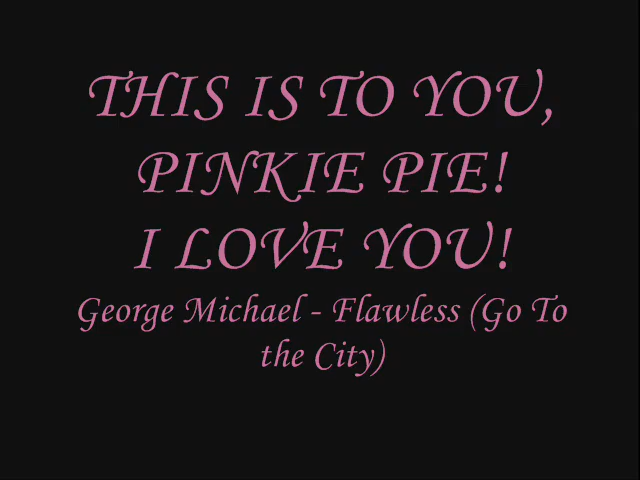 THIS IS TO YOU,
PINKIE PIE!
I LOVE YOU!
George Michael - Flawless (Go To
the City)